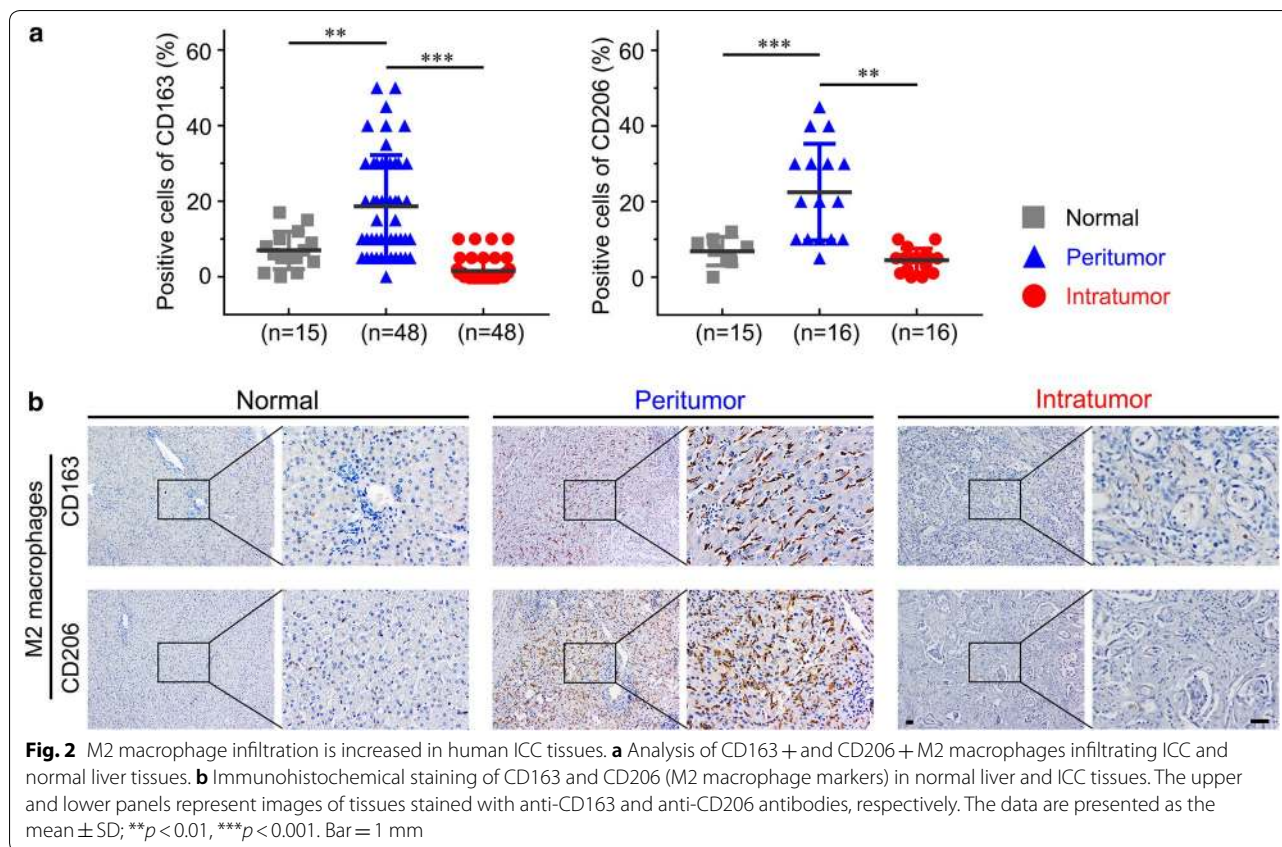 a
** ***
Positive cells of CD163 (%)
60
40
20
0
(n=15) (n=48) (n=48)
*** **
Positive cells of CD206 (%)
60
40
20
0
(n=15) (n=16) (n=16)
Normal
Peritumor
Intratumor
b
Normal Peritumor Intratumor
M2 macrophages
CD163
CD206
Fig. 2 M2 macrophage infiltration is increased in human ICC tissues. a Analysis of CD163 + and CD206 + M2 macrophages infiltrating ICC and
normal liver tissues. b Immunohistochemical staining of CD163 and CD206 (M2 macrophage markers) in normal liver and ICC tissues. The upper
and lower panels represent images of tissues stained with anti-CD163 and anti-CD206 antibodies, respectively. The data are presented as the
mean ± SD; **p < 0.01, ***p < 0.001. Bar = 1 mm